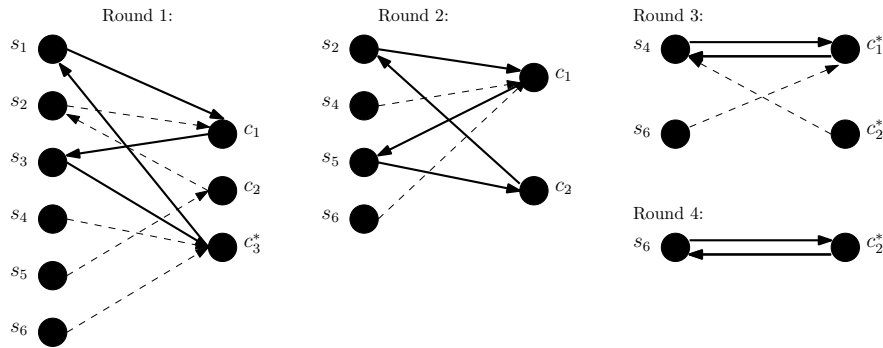 Round 1:
s₁
s₂
s₃
s₄
s₅
s₆
c₁
c₂
c₃*
Round 2:
s₂
s₄
s₅
s₆
c₁
c₂
Round 3:
s₄
s₆
c₁*
c₂*
Round 4:
s₆
c₂*